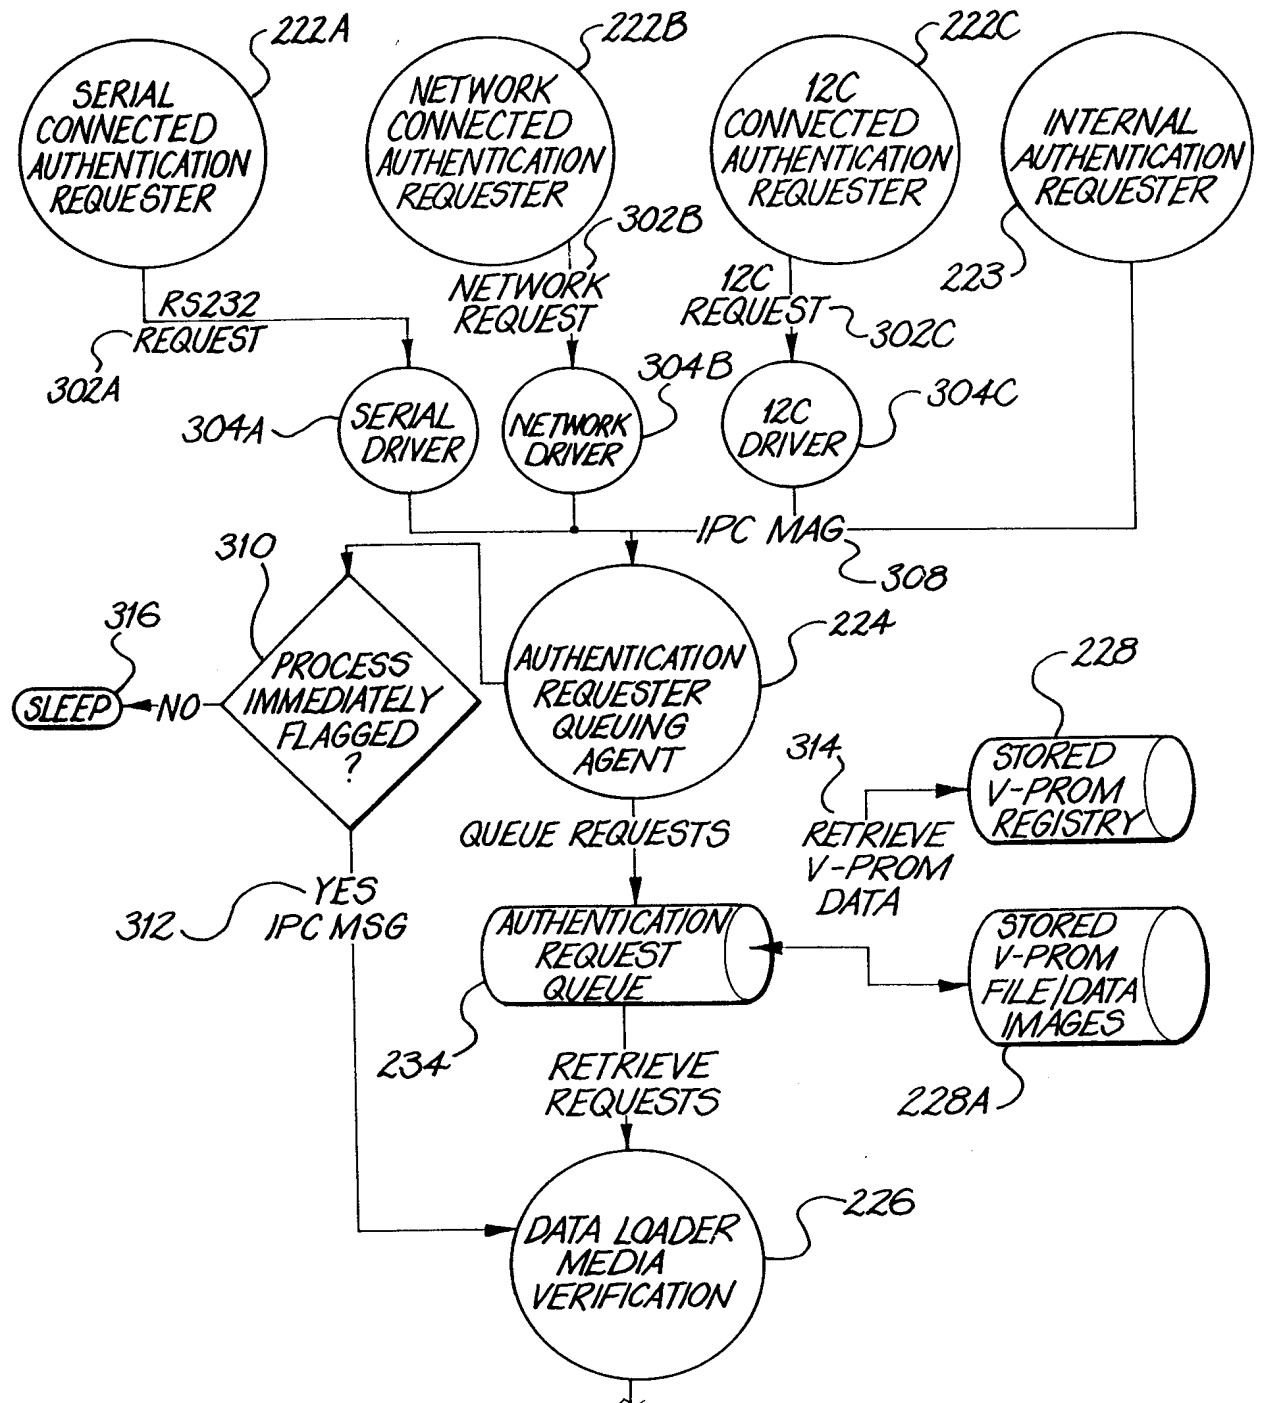 222A
222B
222C
SERIAL
CONNECTED
AUTHENTICATION
REQUESTER
NETWORK
CONNECTED
AUTHENTICATION
REQUESTER
12C
CONNECTED
AUTHENTICATION
REQUESTER
INTERNAL
AUTHENTICATION
REQUESTER
223
RS232
REQUEST
302A
302B
NETWORK
REQUEST
12C
REQUEST
302C
304A
SERIAL
DRIVER
304B
NETWORK
DRIVER
12C
DRIVER
304C
IPC MAG
308
310
316
SLEEP
NO
PROCESS
IMMEDIATELY
FLAGGED
?
AUTHENTICATION
REQUESTER
QUEUING
AGENT
224
228
STORED
V-PROM
REGISTRY
314
RETRIEVE
V-PROM
DATA
QUEUE REQUESTS
312
YES
IPC MSG
AUTHENTICATION
REQUEST
QUEUE
234
STORED
V-PROM
FILE/DATA
IMAGES
228A
RETRIEVE
REQUESTS
DATA LOADER
MEDIA
VERIFICATION
226